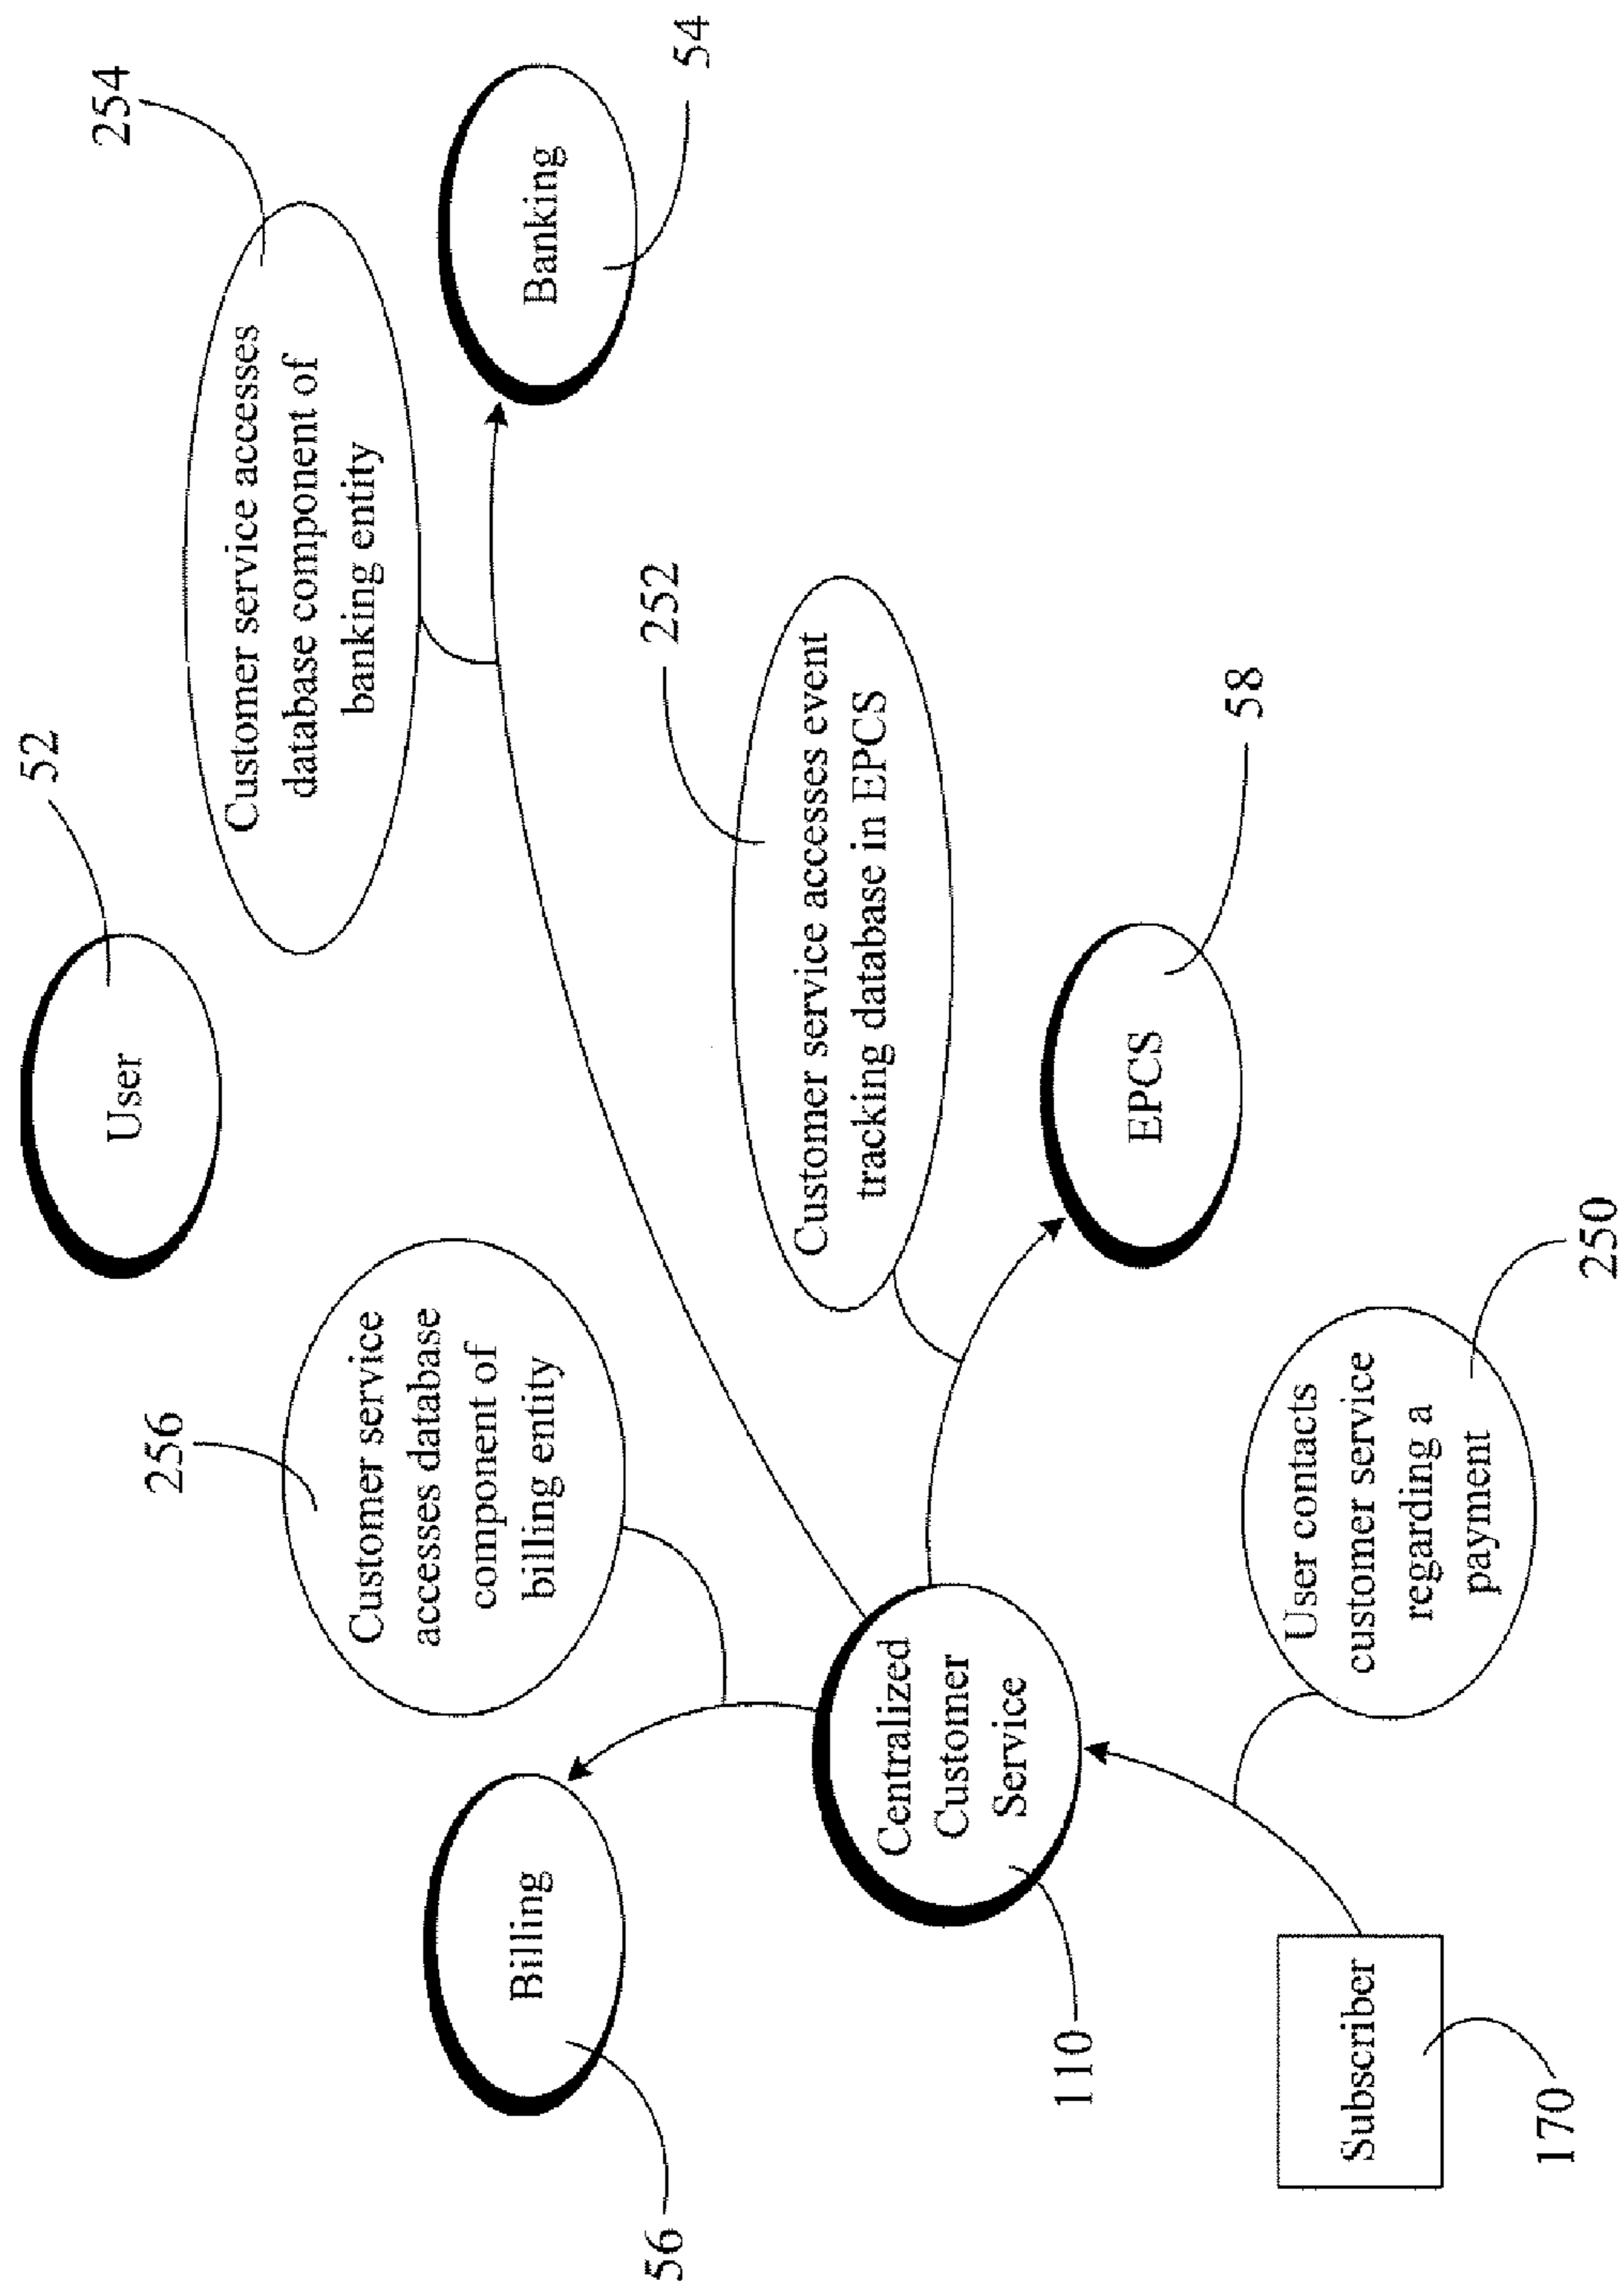 52
User
254
Customer service accesses
database component of
banking entity
256
Customer service
accesses database
component of
billing entity
Banking
54
Billing
56
252
Customer service accesses event
tracking database in EPCS
Centralized
Customer
Service
110
EPCS
58
User contacts
customer service
regarding a
payment
250
Subscriber
170